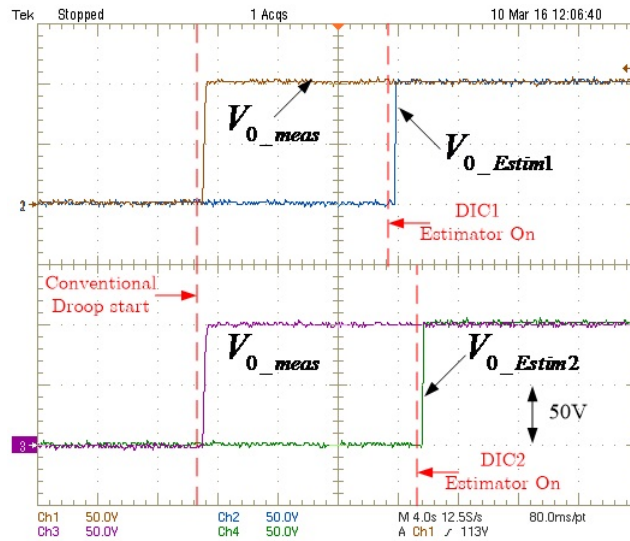 Tek Stopped 1 Acqs 10 Mar 16 12:06:40
V0_meas
V0_Estim1
2
DIC1
Estimator On
Conventional
Droop start
V0_meas
V0_Estim2
50V
3
DIC2
Estimator On
Ch1 50.0V Ch2 50.0V M 4.0s 12.5S/s 80.0ms/pt
Ch3 50.0V Ch4 50.0V A Ch1 ∫ 113V